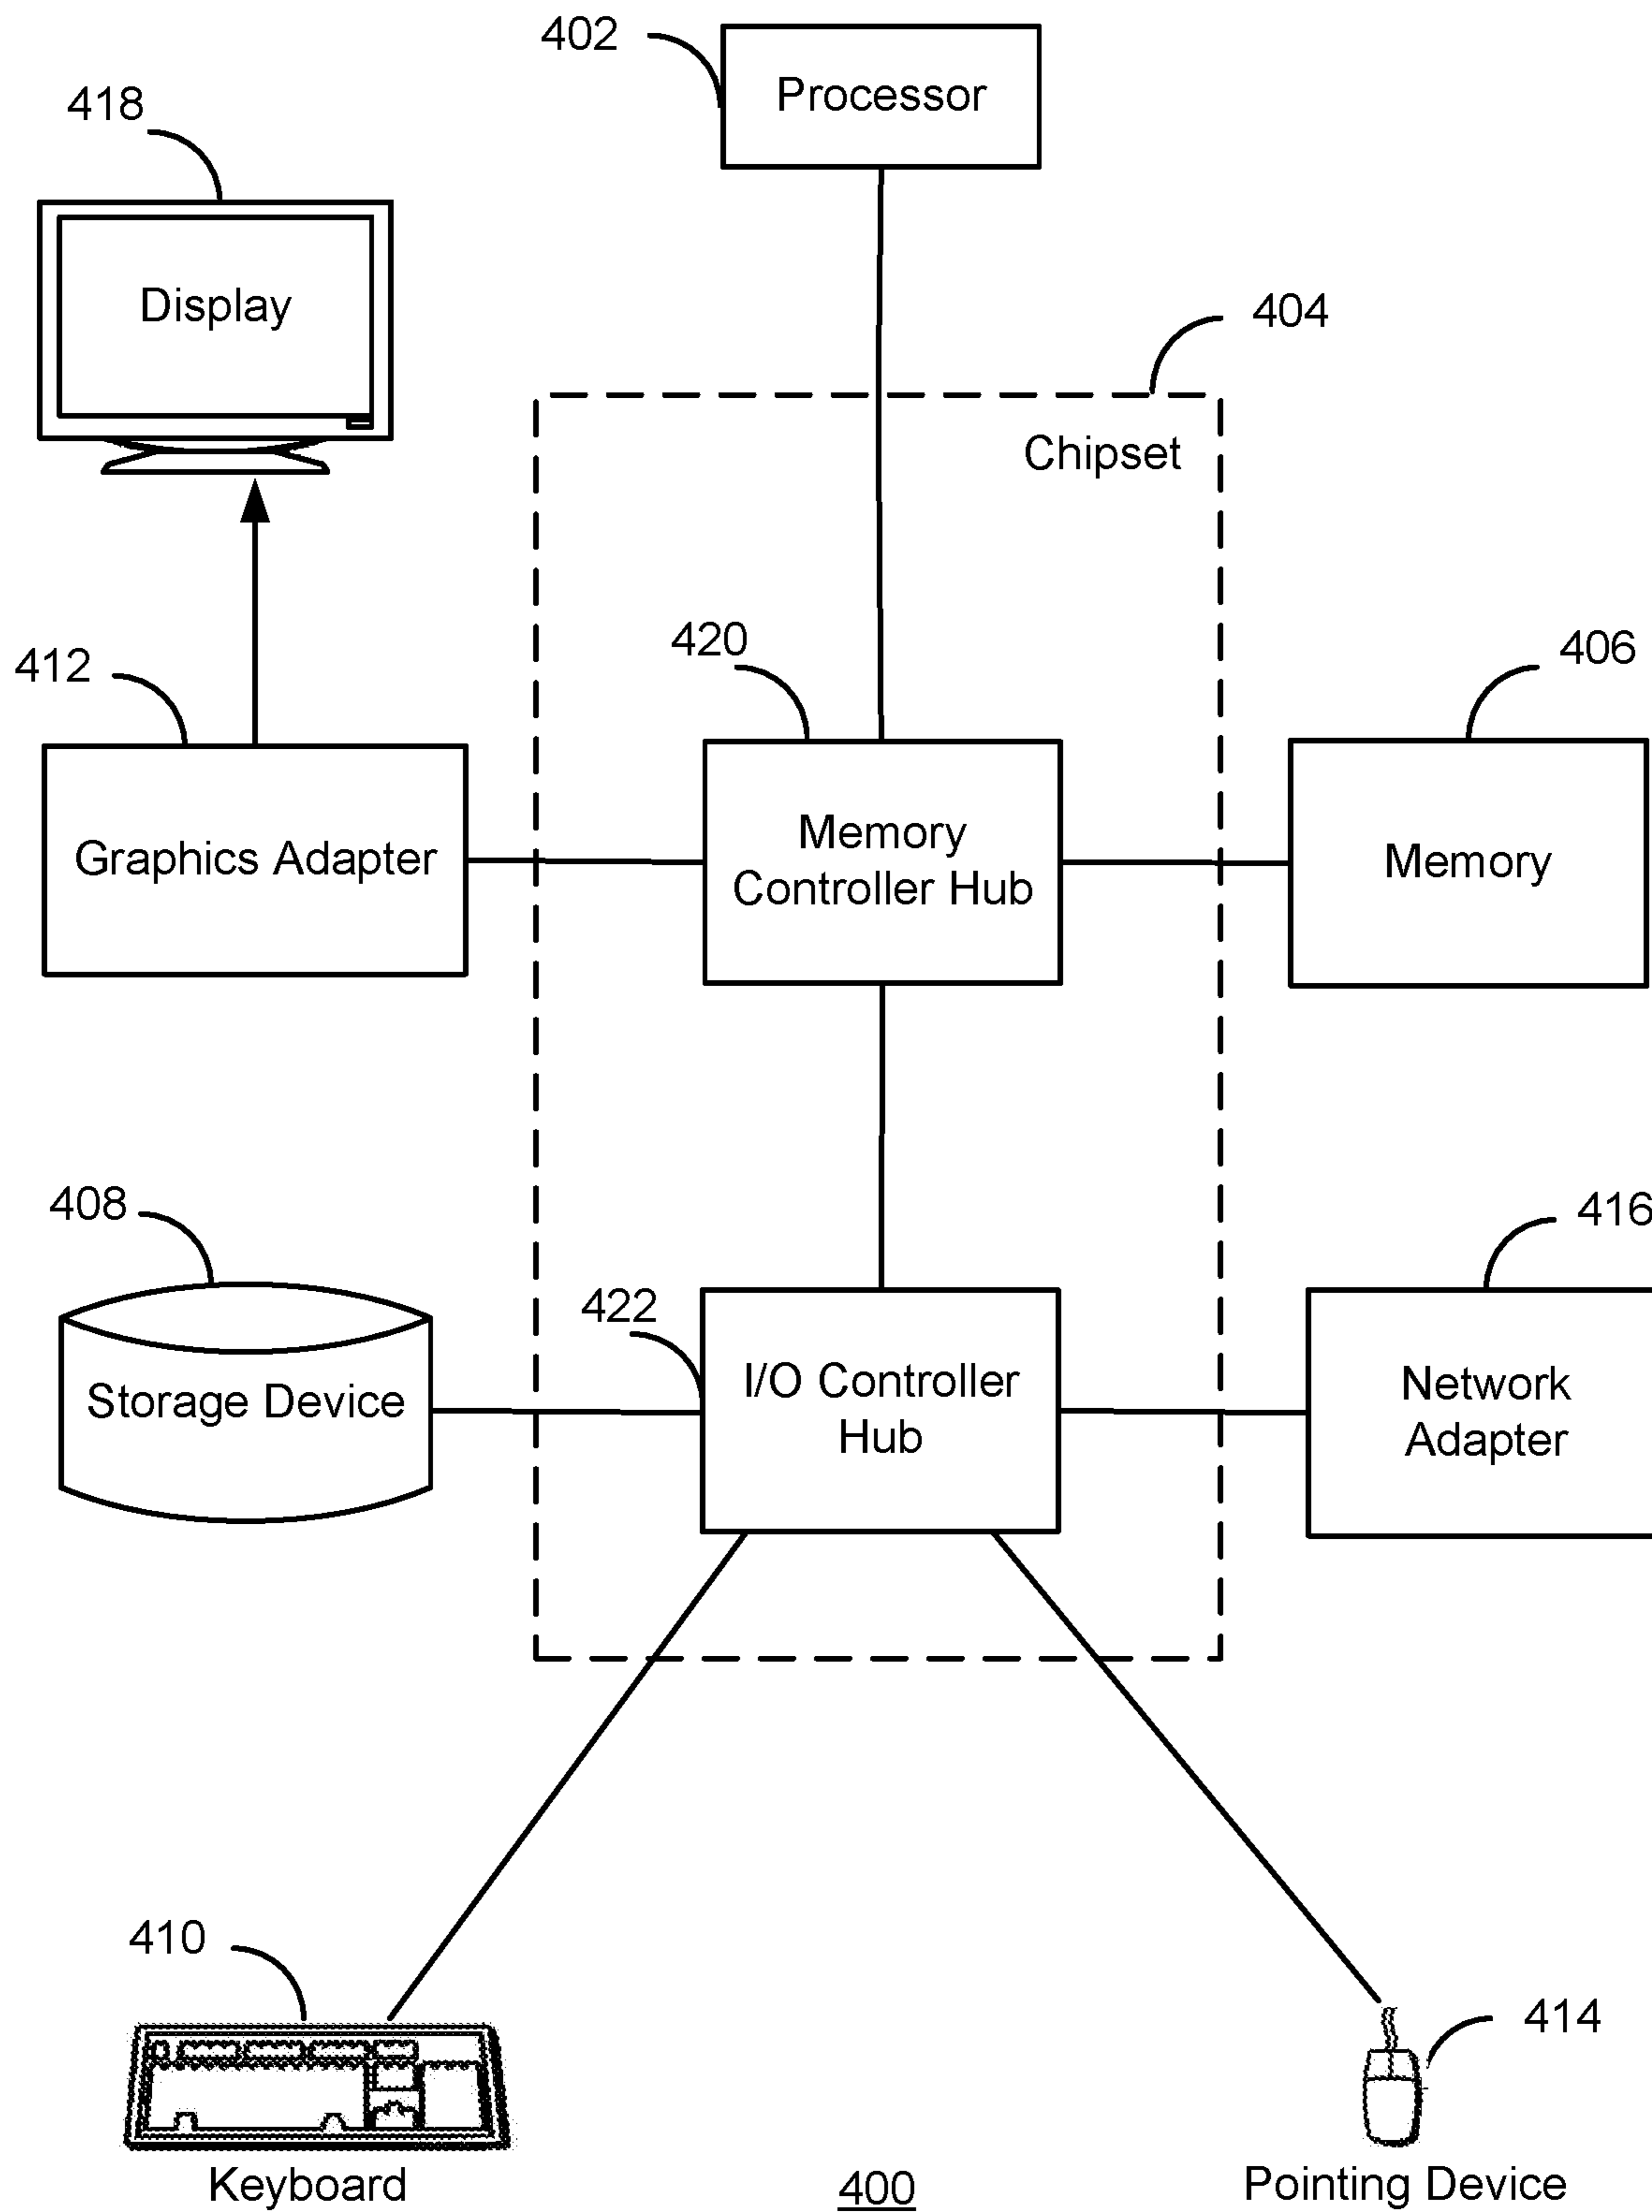 402
Processor
418
Display
404
Chipset
412
420
406
Graphics Adapter
Memory
Controller Hub
Memory
408
422
416
Storage Device
I/O Controller
Hub
Network
Adapter
410
414
Keyboard
400
Pointing Device